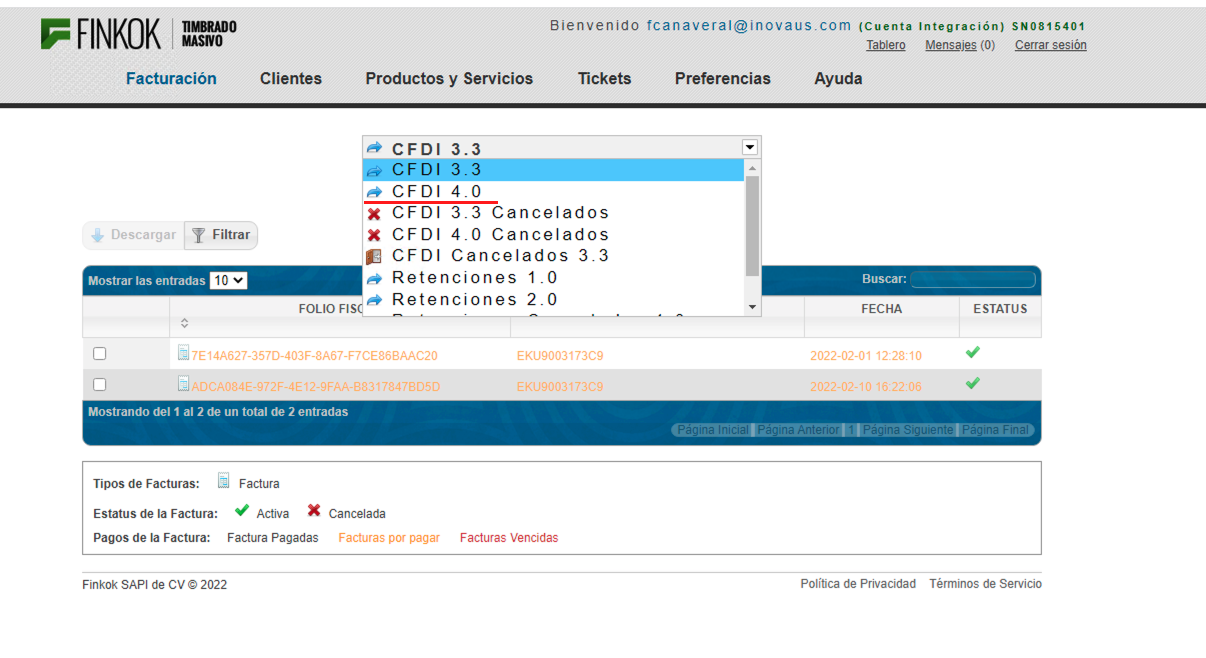 FINKOK TIMBRADO MASIVO
Bienvenido fcanaveral@inovaus.com (Cuenta Integración) SN0815401
Tablero Mensajes (0) Cerrar sesión
Facturación Clientes Productos y Servicios Tickets Preferencias Ayuda
CFDI 3.3
CFDI 3.3
CFDI 4.0
CFDI 3.3 Cancelados
CFDI 4.0 Cancelados
CFDI Cancelados 3.3
Retenciones 1.0
Retenciones 2.0
Descargar Filtrar
Mostrar las entradas 10 Buscar:
FOLIO FISC FECHA ESTATUS
7E14A627-357D-403F-8A67-F7CE86BAAC20 EKU9003173C9 2022-02-01 12:28:10
ADCA084E-972F-4E12-9FAA-B8317847BD5D EKU9003173C9 2022-02-10 16:22:06
Mostrando del 1 al 2 de un total de 2 entradas
Página Inicial Página Anterior 1 Página Siguiente Página Final
Tipos de Facturas: Factura
Estatus de la Factura: Activa Cancelada
Pagos de la Factura: Factura Pagadas Facturas por pagar Facturas Vencidas
Finkok SAPI de CV © 2022 Política de Privacidad Términos de Servicio